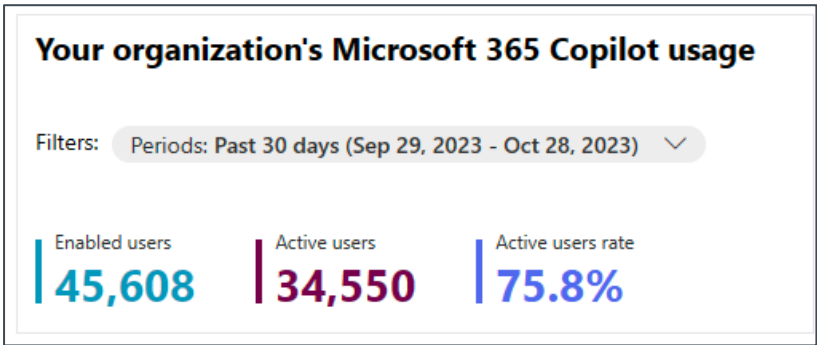 Your organization's Microsoft 365 Copilot usage
Filters: Periods: Past 30 days (Sep 29, 2023 - Oct 28, 2023)
Enabled users Active users Active users rate
45,608 34,550 75.8%